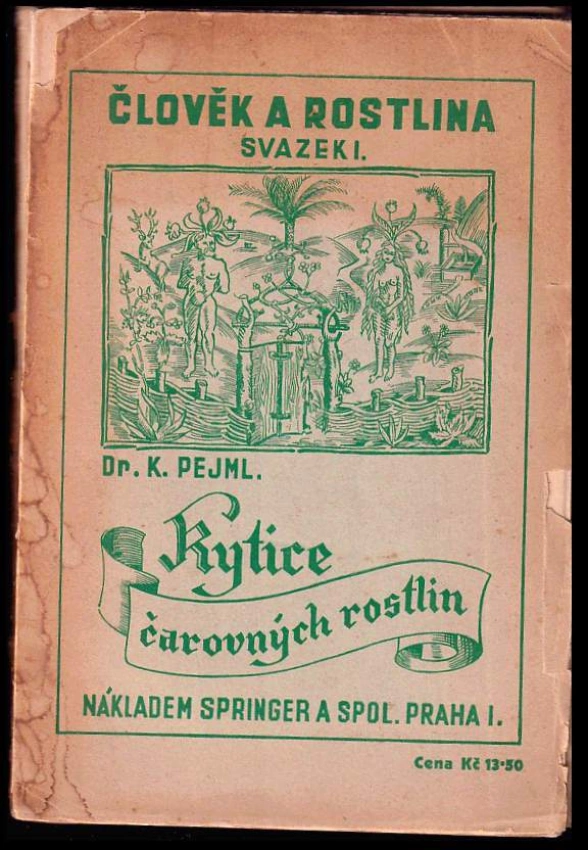 ČLOVĚK A ROSTLINA
SVAZEK I.
Dr. K. PEJML.
Kytice
čarovných rostlin
NÁKLADEM SPRINGER A SPOL. PRAHA I.
Cena Kč 13·50